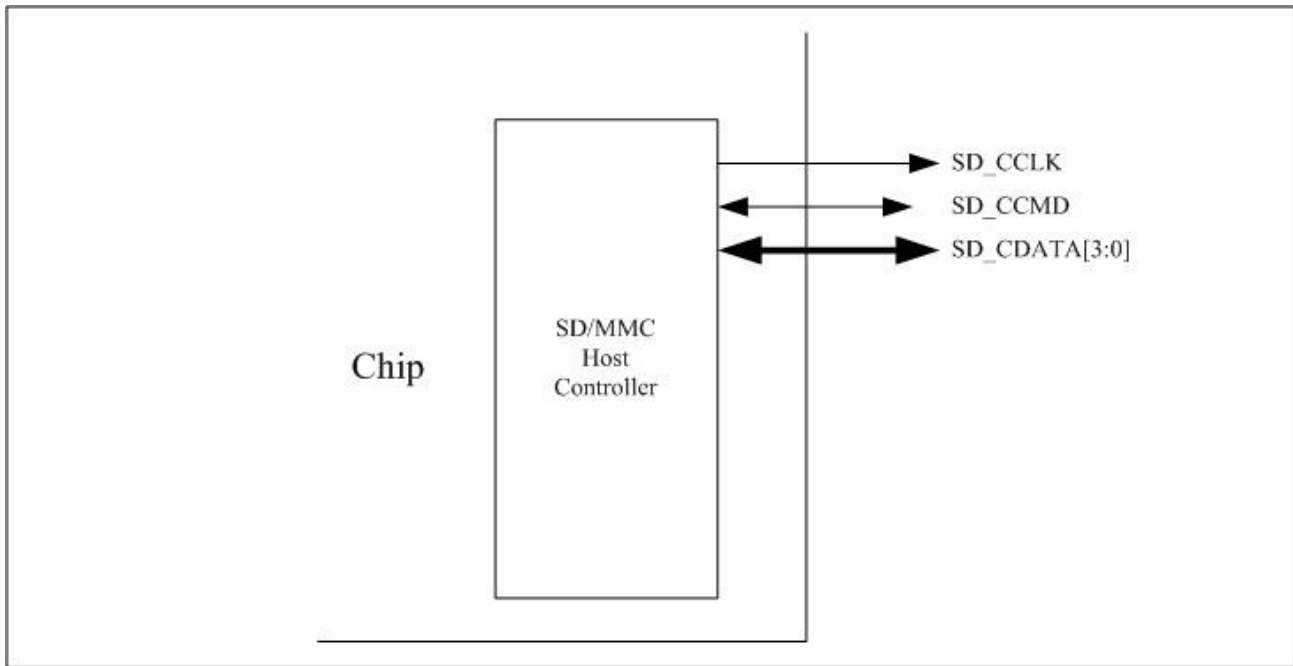 SD_CCLK
SD_CCMD
SD_CDATA[3:0]
SD/MMC
Host
Controller
Chip